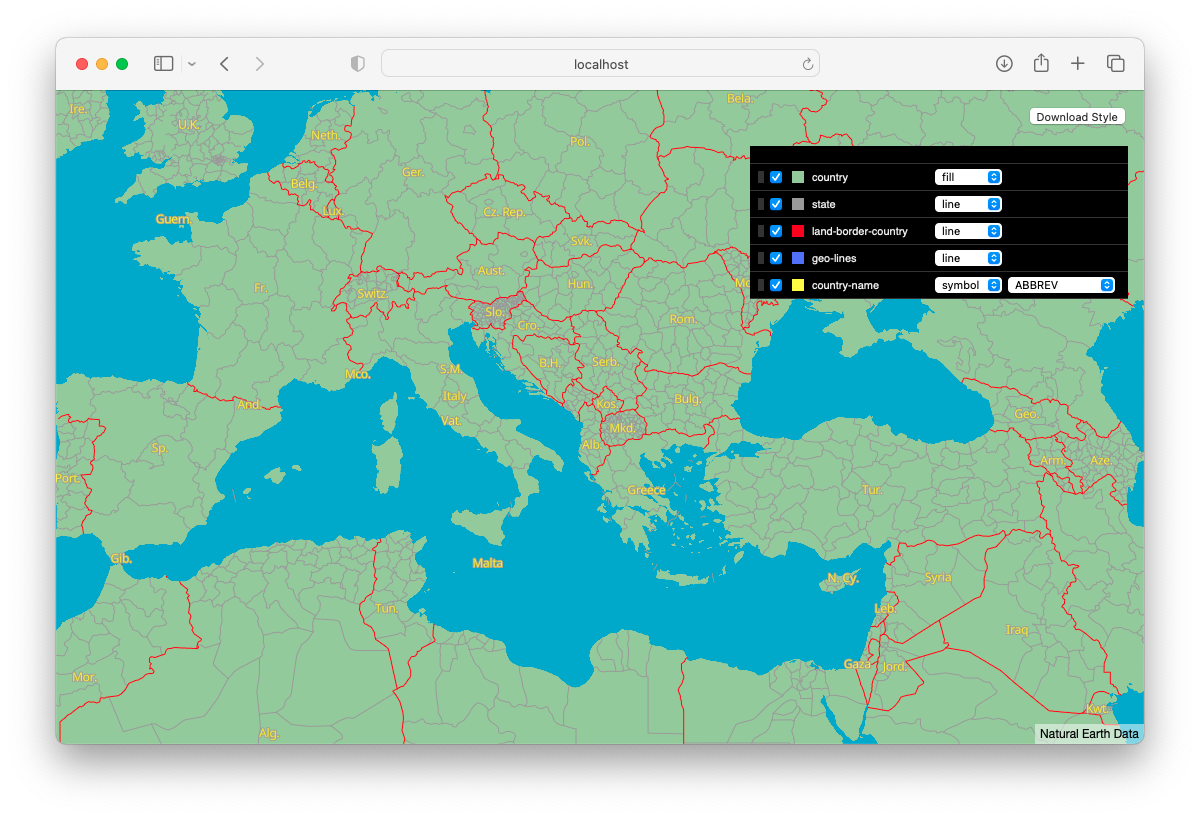 localhost
Download Style
country fill
state line
land-border-country line
geo-lines line
country-name symbol ABBREV
Ire.
U.K.
Bela.
Neth.
Pol.
Ger.
Belg.
Lux.
Cz. Rep.
Guern.
Svk.
Aust.
Fr.
Hun.
Switz.
Slo.
Rom.
Cro.
B.H.
Serb.
S.M.
Mco.
Italy
Bulg.
And.
Kos.
Geo.
Vat.
Mkd.
Alb.
Sp.
Arm.
Aze.
Port.
Greece
Tur.
Gib.
Malta
N. Cy.
Syria
Tun.
Leb.
Iraq
Gaza
Jord.
Mor.
Kwt.
Alg.
Natural Earth Data